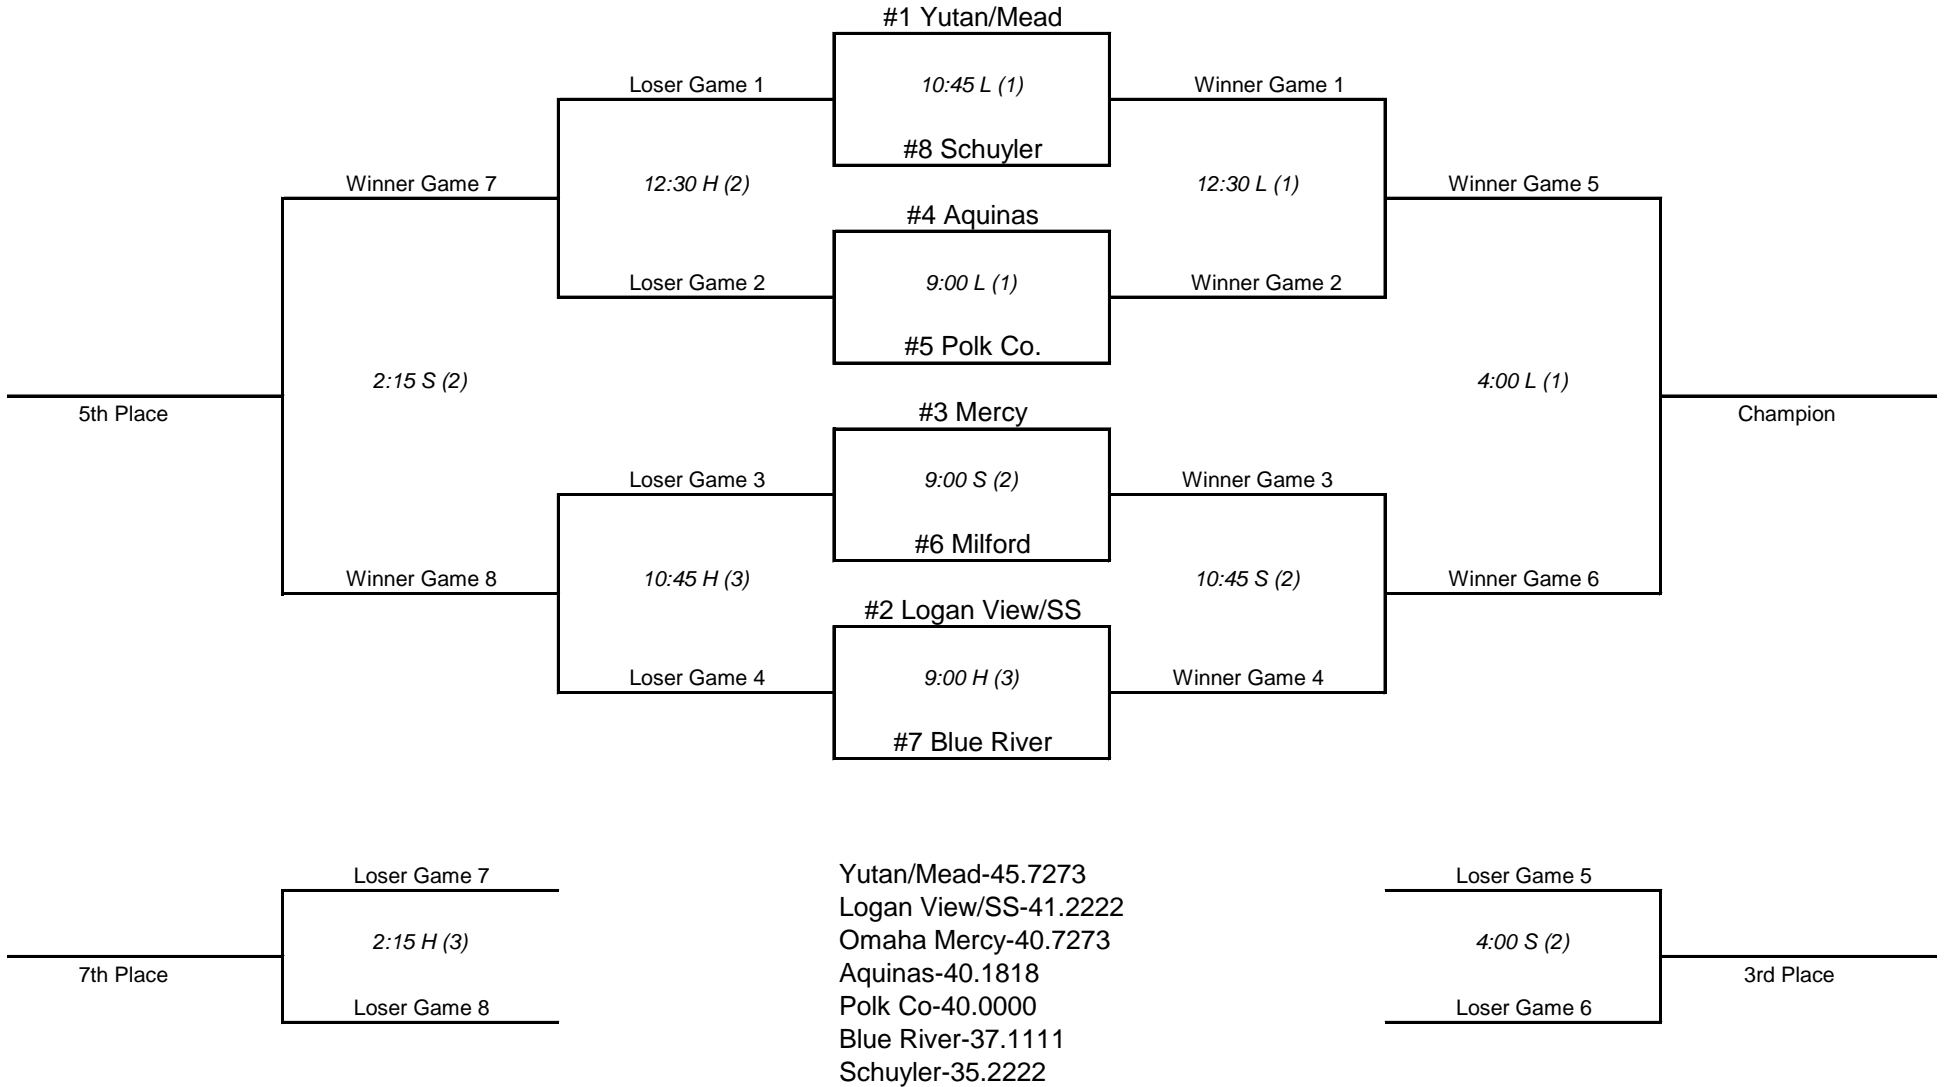 #1 Yutan/Mead
Loser Game 1
10:45 L (1)
Winner Game 1
#8 Schuyler
Winner Game 7
12:30 H (2)
12:30 L (1)
Winner Game 5
#4 Aquinas
Loser Game 2
9:00 L (1)
Winner Game 2
#5 Polk Co.
2:15 S (2)
4:00 L (1)
5th Place
#3 Mercy
Champion
Loser Game 3
9:00 S (2)
Winner Game 3
#6 Milford
Winner Game 8
10:45 H (3)
10:45 S (2)
Winner Game 6
#2 Logan View/SS
Loser Game 4
9:00 H (3)
Winner Game 4
#7 Blue River
Loser Game 7
Yutan/Mead-45.7273
Loser Game 5
Logan View/SS-41.2222
2:15 H (3)
Omaha Mercy-40.7273
4:00 S (2)
7th Place
Aquinas-40.1818
3rd Place
Loser Game 8
Polk Co-40.0000
Loser Game 6
Blue River-37.1111
Schuyler-35.2222